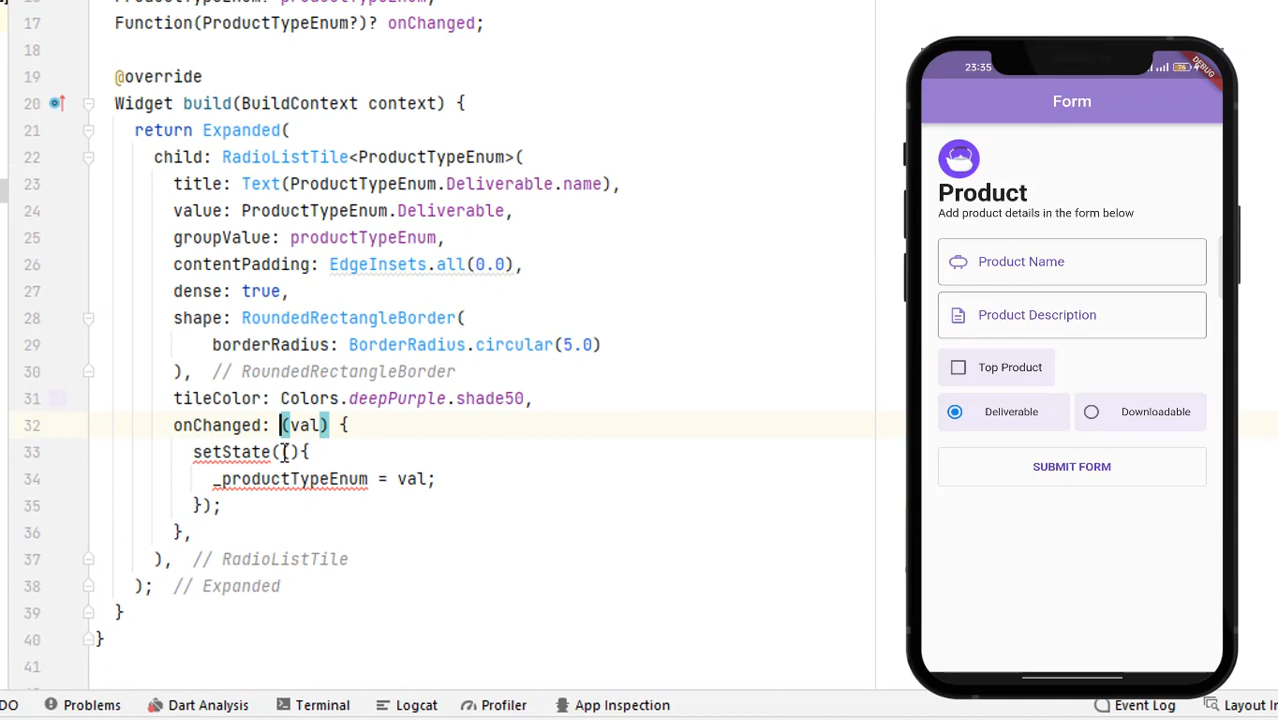 17 Function(ProductTypeEnum?)? onChanged;
18
19 @override
20 Widget build(BuildContext context) {
21 return Expanded(
22 child: RadioListTile<ProductTypeEnum>(
23 title: Text(ProductTypeEnum.Deliverable.name),
24 value: ProductTypeEnum.Deliverable,
25 groupValue: productTypeEnum,
26 contentPadding: EdgeInsets.all(0.0),
27 dense: true,
28 shape: RoundedRectangleBorder(
29 borderRadius: BorderRadius.circular(5.0)
30 ), // RoundedRectangleBorder
31 tileColor: Colors.deepPurple.shade50,
32 onChanged: (val) {
33 setState((){
34 _productTypeEnum = val;
35 });
36 },
37 ), // RadioListTile
38 ); // Expanded
39 }
40 }
41
DO Problems Dart Analysis Terminal Logcat Profiler App Inspection Event Log Layout In
23:35 76 DEBUG
Form
Product
Add product details in the form below
Product Name
Product Description
Top Product
Deliverable Downloadable
SUBMIT FORM